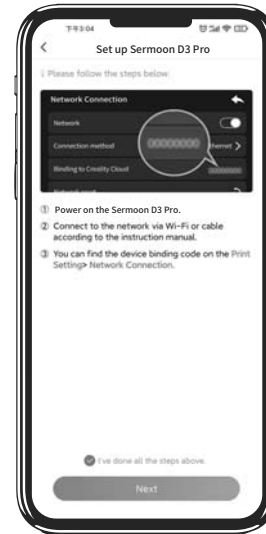 下午3:04
Set up Sermoon D3 Pro
Please follow the steps below:
Network Connection
Network
Connection method
00000000
thernet >
Binding to Creality Cloud
00000000
① Power on the Sermoon D3 Pro.
② Connect to the network via Wi-Fi or cable
according to the instruction manual.
③ You can find the device binding code on the Print
Setting> Network Connection.
I've done all the steps above.
Next